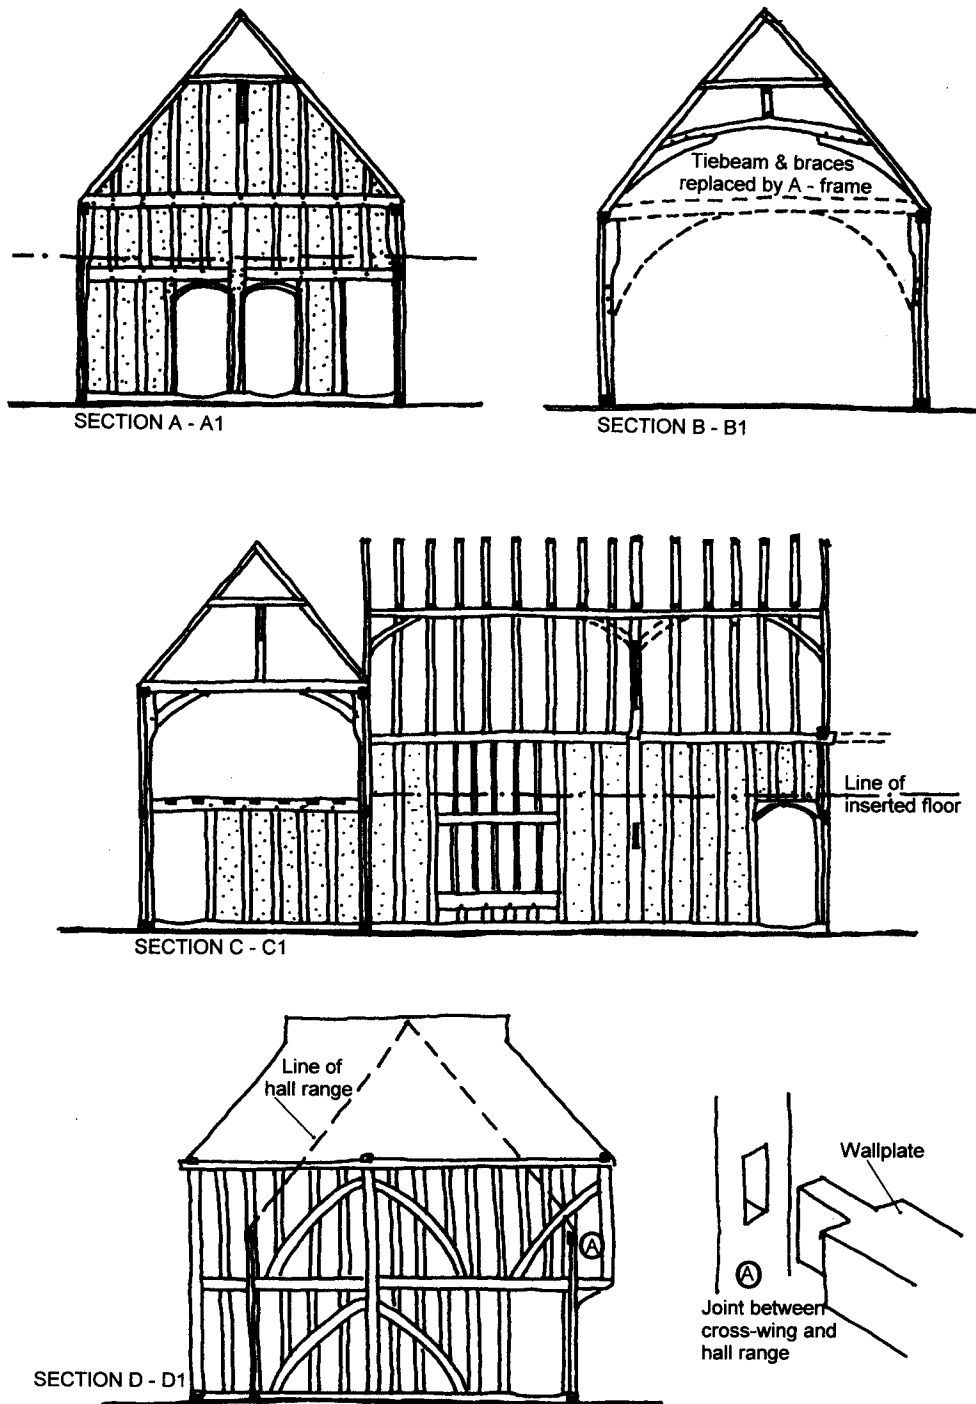 Tiebeam & braces
replaced by A - frame
SECTION A - A1
SECTION B - B1
Line of
inserted floor
SECTION C - C1
Line of
hall range
A
Wallplate
A
Joint between
cross-wing and
hall range
SECTION D - D1